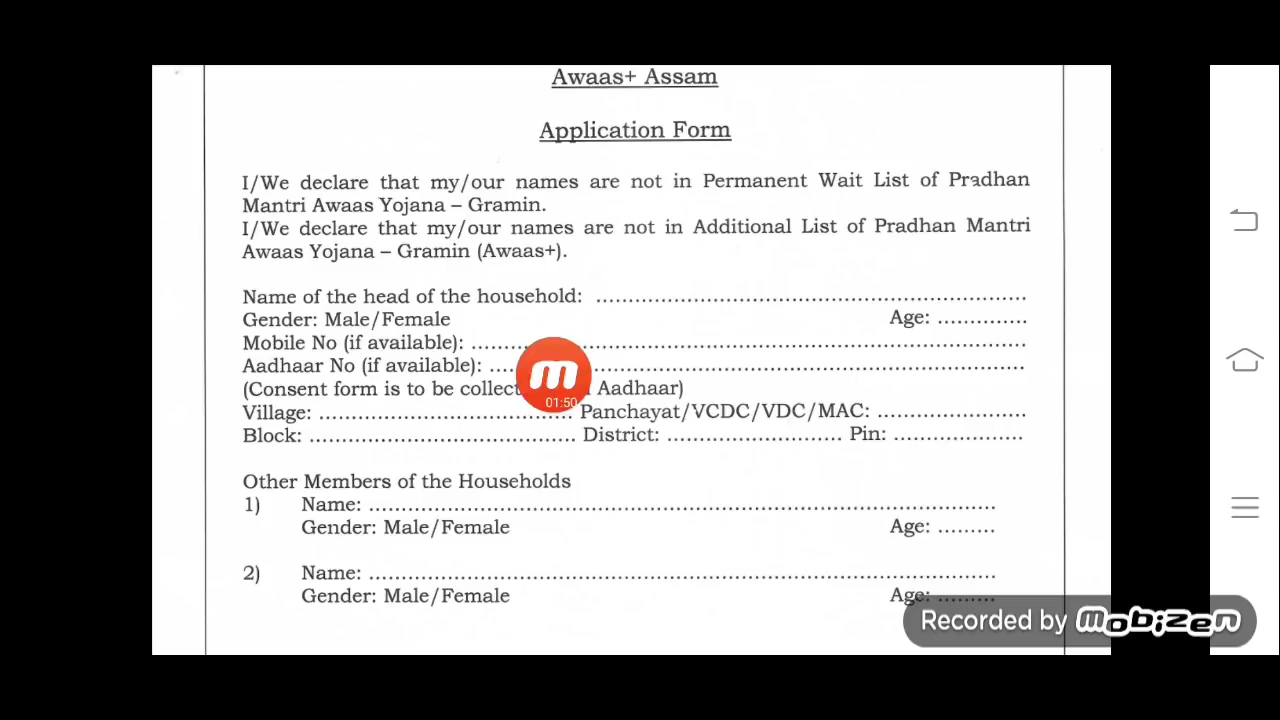 Awaas+ Assam
Application Form
I/We declare that my/our names are not in Permanent Wait List of Pradhan
Mantri Awaas Yojana – Gramin.
I/We declare that my/our names are not in Additional List of Pradhan Mantri
Awaas Yojana – Gramin (Awaas+).
Name of the head of the household: ..................................................................
Gender: Male/Female Age: ..............
Mobile No (if available): ......................................................................................
Aadhaar No (if available): ...................................................................................
(Consent form is to be Aadhaar)
Village: ....................................... Panchayat/VCDC/VDC/MAC: .......................
Block: ......................................... District: ........................... Pin: ....................
Other Members of the Households
1) Name: .................................................................................................
Gender: Male/Female Age: .........
2) Name: .................................................................................................
Gender: Male/Female Age: .........
01:50
Recorded by mobizen